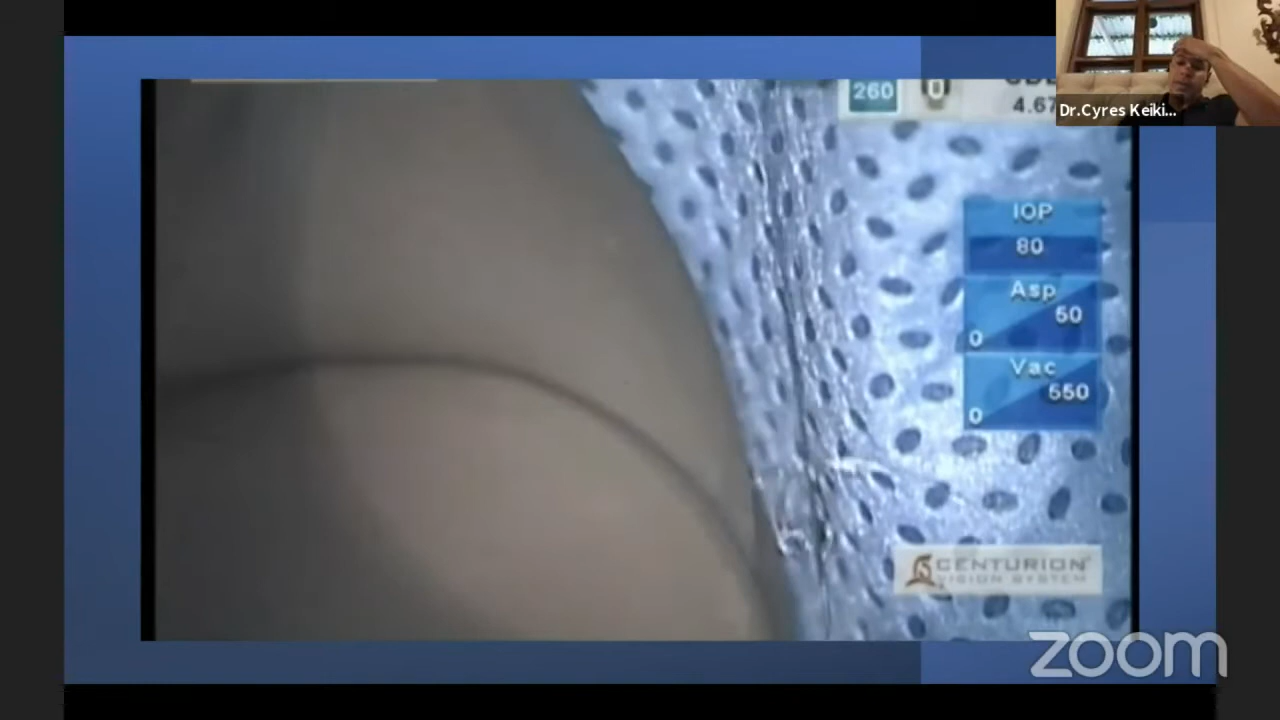 260
0
4.67
Dr.Cyres Keiki...
IOP
80
Asp
50
0
Vac
550
0
CENTURION
VISION SYSTEM
zoom